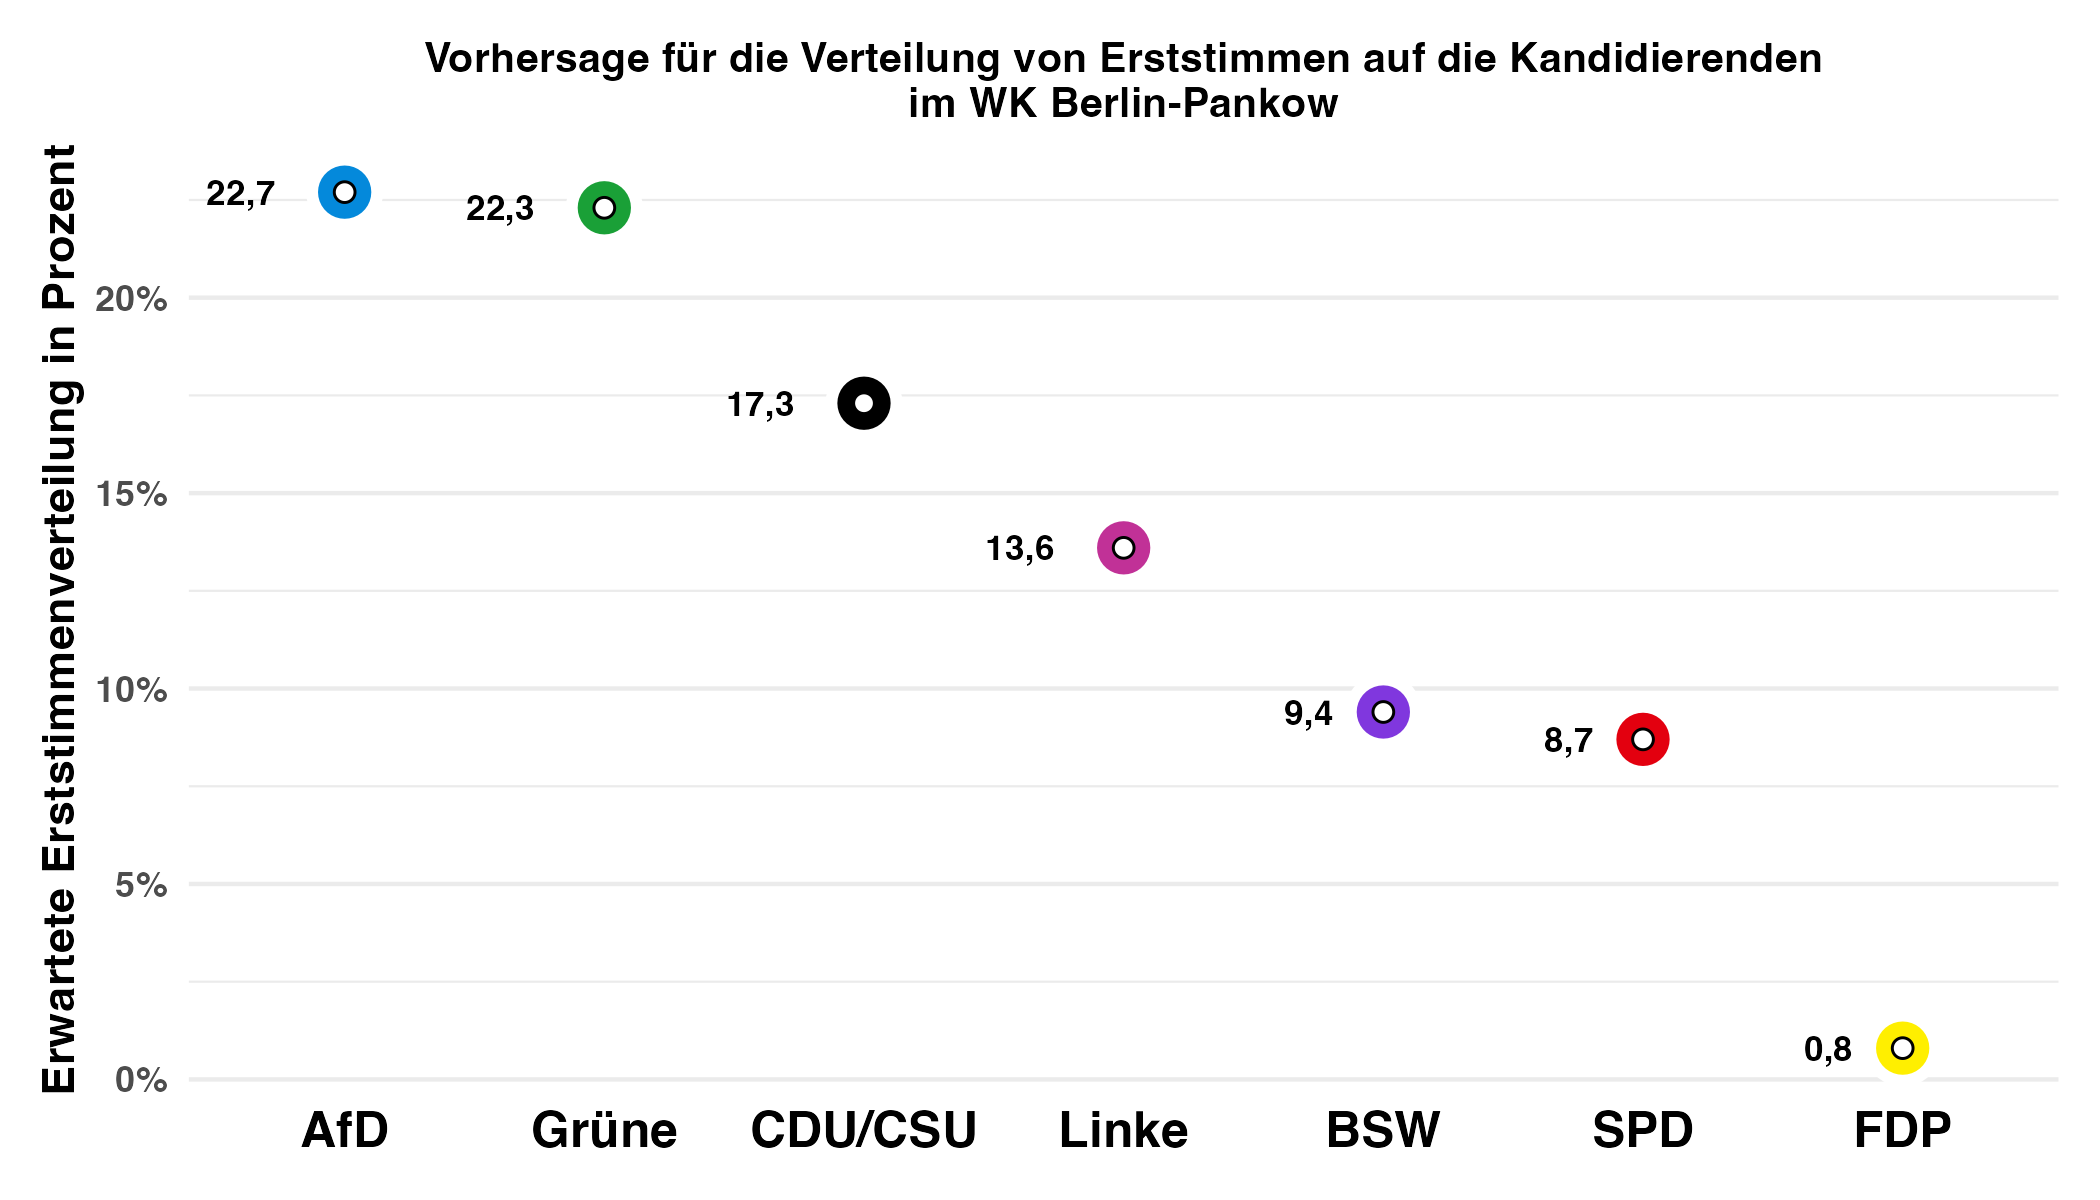 Vorhersage für die Verteilung von Erststimmen auf die Kandidierenden
im WK Berlin-Pankow
Erwartete Erststimmenverteilung in Prozent
20%
15%
10%
5%
0%
22,7
22,3
17,3
13,6
9,4
8,7
0,8
AfD
Grüne
CDU/CSU
Linke
BSW
SPD
FDP